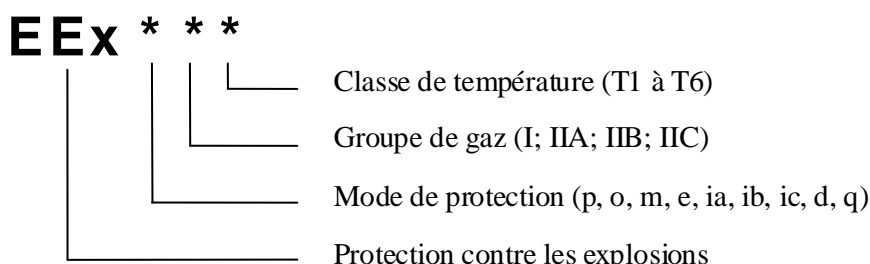 EEx * * *
Classe de température (T1 à T6)
Groupe de gaz (I; IIA; IIB; IIC)
Mode de protection (p, o, m, e, ia, ib, ic, d, q)
Protection contre les explosions